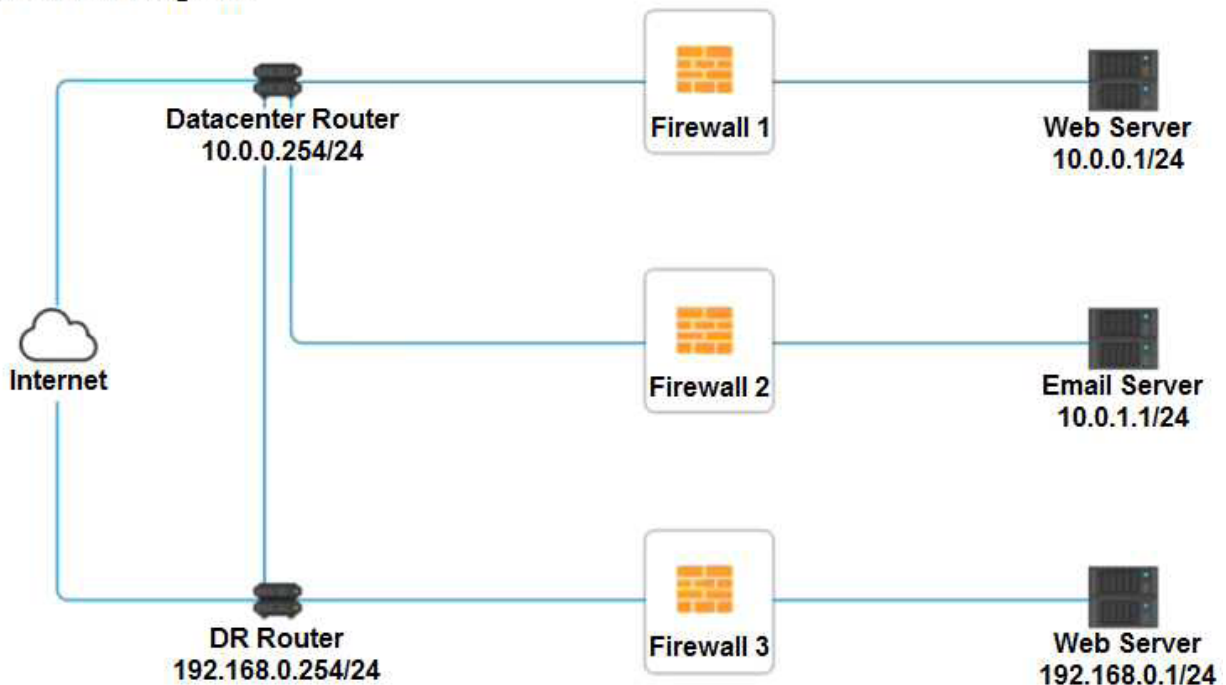 Datacenter Router
10.0.0.254/24
Firewall 1
Web Server
10.0.0.1/24
Internet
Firewall 2
Email Server
10.0.1.1/24
DR Router
192.168.0.254/24
Firewall 3
Web Server
192.168.0.1/24